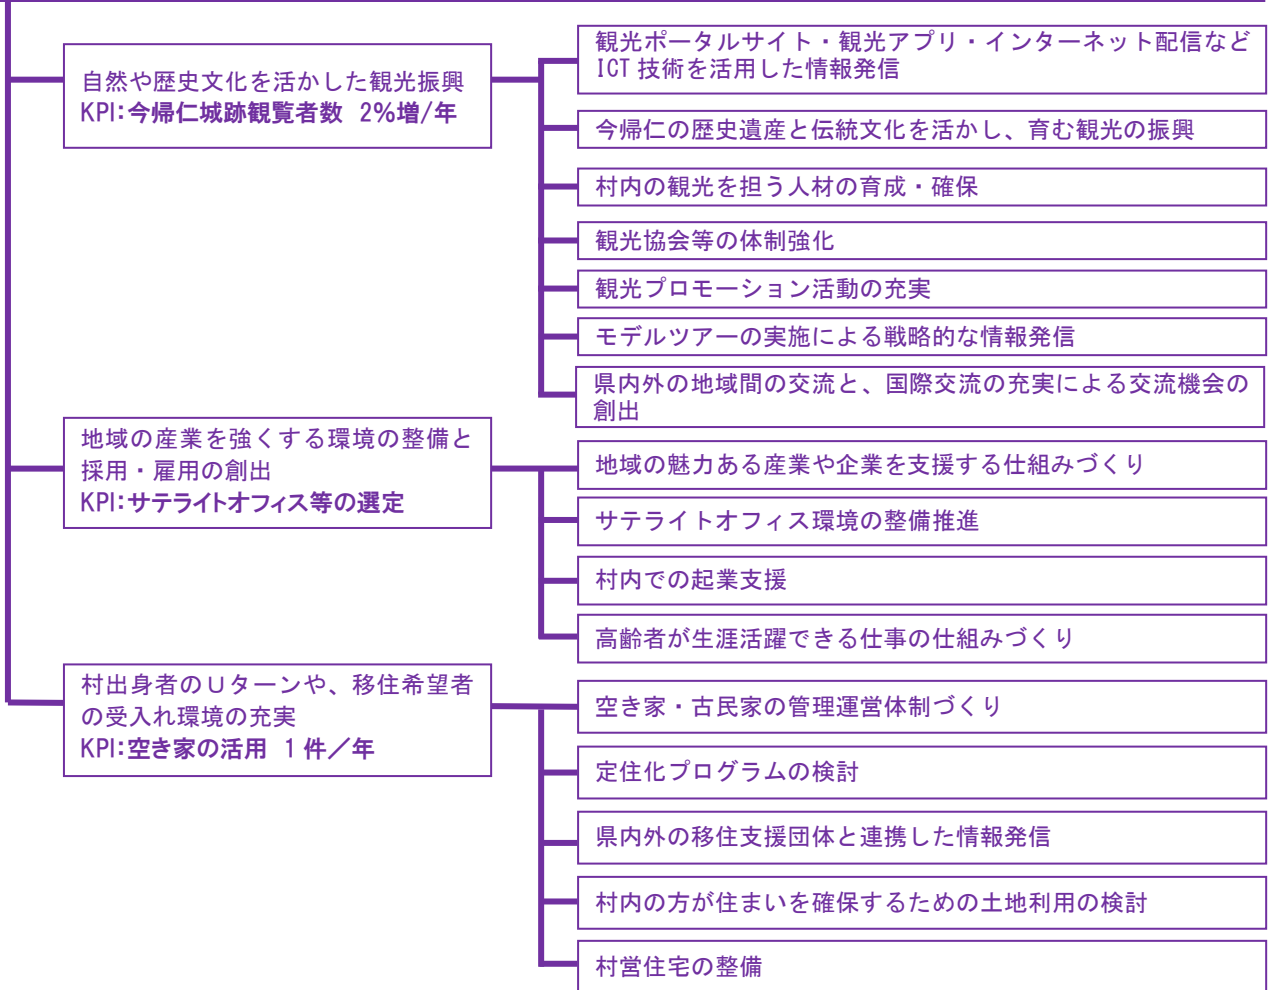 自然や歴史文化を活かした観光振興
KPI:今帰仁城跡観覧者数 2%増/年
観光ポータルサイト・観光アプリ・インターネット配信など
ICT技術を活用した情報発信
今帰仁の歴史遺産と伝統文化を活かし、育む観光の振興
村内の観光を担う人材の育成・確保
観光協会等の体制強化
観光プロモーション活動の充実
モデルツアーの実施による戦略的な情報発信
県内外の地域間の交流と、国際交流の充実による交流機会の
創出
地域の産業を強くする環境の整備と
採用・雇用の創出
KPI:サテライトオフィス等の選定
地域の魅力ある産業や企業を支援する仕組みづくり
サテライトオフィス環境の整備推進
村内での起業支援
高齢者が生涯活躍できる仕事の仕組みづくり
村出身者のUターンや、移住希望者
の受入れ環境の充実
KPI:空き家の活用 1件／年
空き家・古民家の管理運営体制づくり
定住化プログラムの検討
県内外の移住支援団体と連携した情報発信
村内の方が住まいを確保するための土地利用の検討
村営住宅の整備